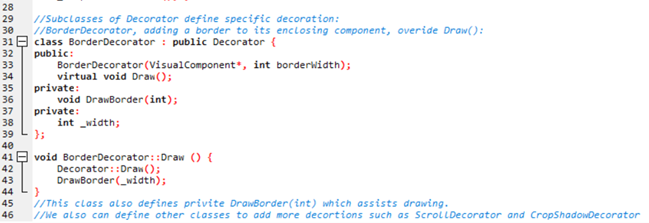 28
29 //Subclasses of Decorator define specific decoration:
30 //BorderDecorator, adding a border to its enclosing component, overide Draw():
31 class BorderDecorator : public Decorator {
32 public:
33 BorderDecorator(VisualComponent*, int borderWidth);
34 virtual void Draw();
35 private:
36 void DrawBorder(int);
37 private:
38 int _width;
39 };
40
41 void BorderDecorator::Draw () {
42 Decorator::Draw();
43 DrawBorder(_width);
44 }
45 //This class also defines privite DrawBorder(int) which assists drawing.
46 //We also can define other classes to add more decortions such as ScrollDecorator and CropShadowDecorator